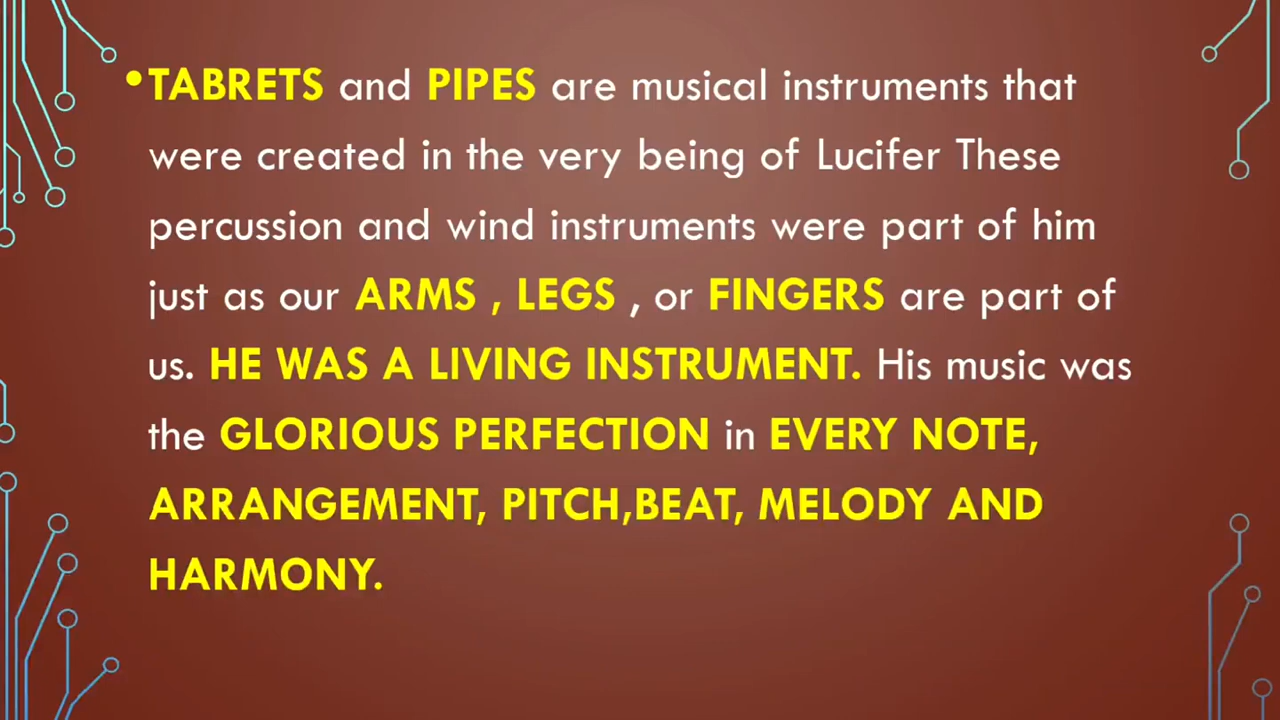 •TABRETS and PIPES are musical instruments that
were created in the very being of Lucifer These
percussion and wind instruments were part of him
just as our ARMS , LEGS , or FINGERS are part of
us. HE WAS A LIVING INSTRUMENT. His music was
the GLORIOUS PERFECTION in EVERY NOTE,
ARRANGEMENT, PITCH,BEAT, MELODY AND
HARMONY.